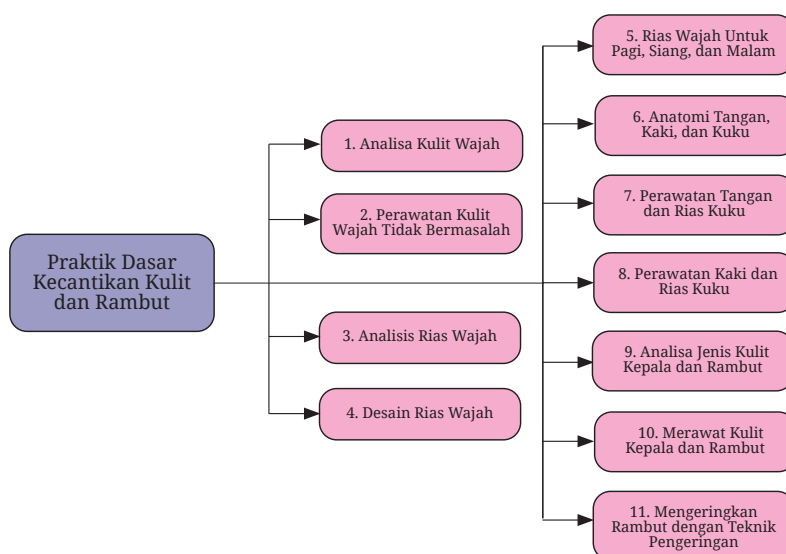 Praktik Dasar
Kecantikan Kulit
dan Rambut
1. Analisa Kulit Wajah
2. Perawatan Kulit
Wajah Tidak Bermasalah
3. Analisis Rias Wajah
4. Desain Rias Wajah
5. Rias Wajah Untuk
Pagi, Siang, dan Malam
6. Anatomi Tangan,
Kaki, dan Kuku
7. Perawatan Tangan
dan Rias Kuku
8. Perawatan Kaki dan
Rias Kuku
9. Analisa Jenis Kulit
Kepala dan Rambut
10. Merawat Kulit
Kepala dan Rambut
11. Mengeringkan
Rambut dengan Teknik
Pengeringan